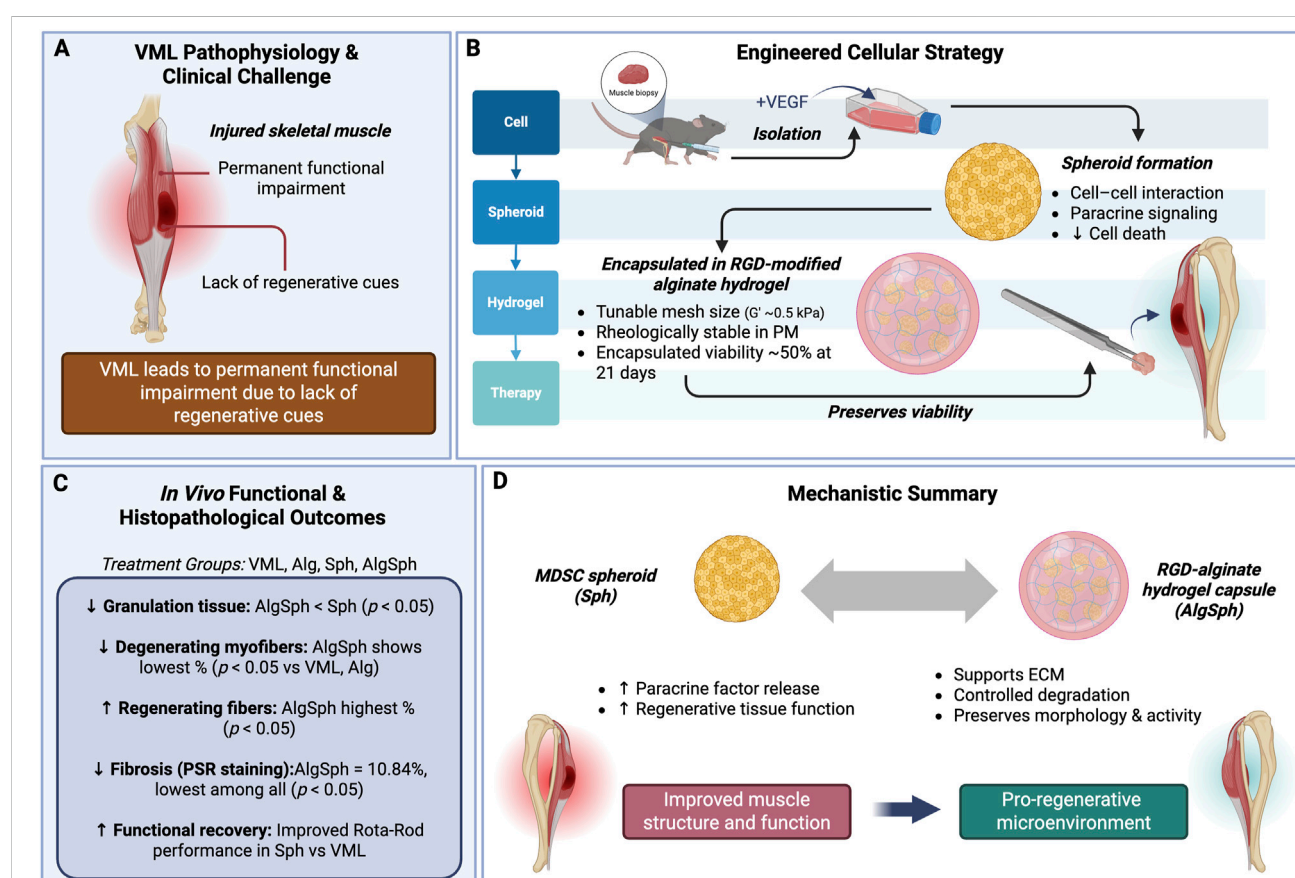 A
VML Pathophysiology &
Clinical Challenge
Injured skeletal muscle
Permanent functional
impairment
Lack of regenerative cues
VML leads to permanent functional
impairment due to lack of
regenerative cues
B
Engineered Cellular Strategy
Cell
Spheroid
Hydrogel
Therapy
Muscle biopsy
+VEGF
Isolation
Spheroid formation
• Cell–cell interaction
• Paracrine signaling
• ↓ Cell death
Encapsulated in RGD-modified
alginate hydrogel
• Tunable mesh size (G' ~0.5 kPa)
• Rheologically stable in PM
• Encapsulated viability ~50% at
21 days
Preserves viability
C
In Vivo Functional &
Histopathological Outcomes
Treatment Groups: VML, Alg, Sph, AlgSph
↓ Granulation tissue: AlgSph < Sph (p < 0.05)
↓ Degenerating myofibers: AlgSph shows
lowest % (p < 0.05 vs VML, Alg)
↑ Regenerating fibers: AlgSph highest %
(p < 0.05)
↓ Fibrosis (PSR staining):AlgSph = 10.84%,
lowest among all (p < 0.05)
↑ Functional recovery: Improved Rota-Rod
performance in Sph vs VML
D
Mechanistic Summary
MDSC spheroid
(Sph)
RGD-alginate
hydrogel capsule
(AlgSph)
• ↑ Paracrine factor release
• ↑ Regenerative tissue function
• Supports ECM
• Controlled degradation
• Preserves morphology & activity
Improved muscle
structure and function
Pro-regenerative
microenvironment